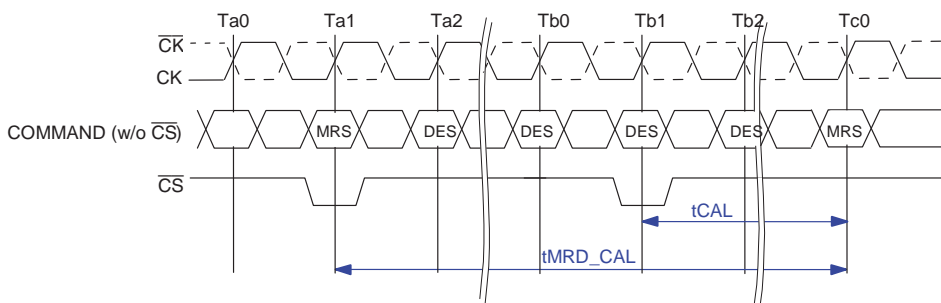 Ta0 Ta1 Ta2 Tb0 Tb1 Tb2 Tc0
CK
CK
COMMAND (w/o CS) MRS DES DES DES DES MRS
CS
tCAL
tMRD_CAL